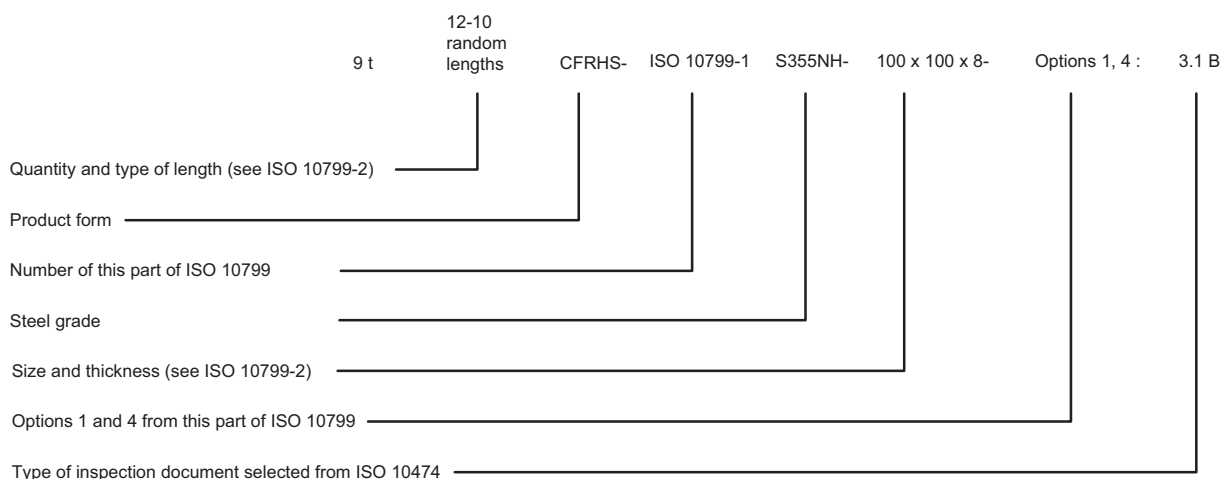 12-10
random
9 t lengths CFRHS- ISO 10799-1 S355NH- 100 x 100 x 8- Options 1, 4 : 3.1 B
Quantity and type of length (see ISO 10799-2)
Product form
Number of this part of ISO 10799
Steel grade
Size and thickness (see ISO 10799-2)
Options 1 and 4 from this part of ISO 10799
Type of inspection document selected from ISO 10474